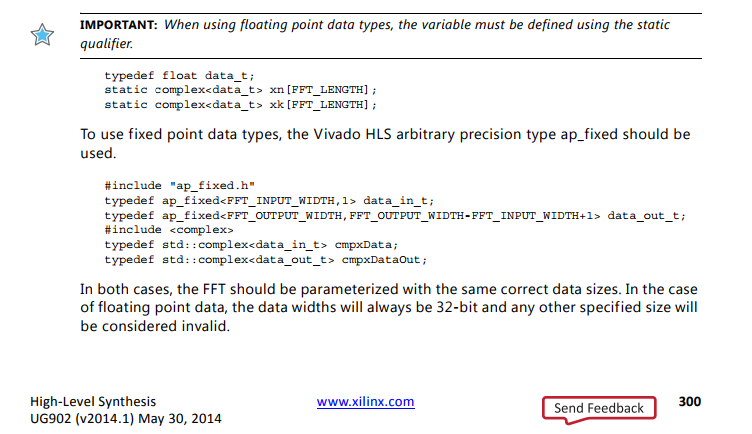 IMPORTANT: When using floating point data types, the variable must be defined using the static
qualifier.
typedef float data_t;
static complex<data_t> xn[FFT_LENGTH];
static complex<data_t> xk[FFT_LENGTH];
To use fixed point data types, the Vivado HLS arbitrary precision type ap_fixed should be
used.
#include "ap_fixed.h"
typedef ap_fixed<FFT_INPUT_WIDTH,1> data_in_t;
typedef ap_fixed<FFT_OUTPUT_WIDTH,FFT_OUTPUT_WIDTH-FFT_INPUT_WIDTH+1> data_out_t;
#include <complex>
typedef std::complex<data_in_t> cmpxData;
typedef std::complex<data_out_t> cmpxDataOut;
In both cases, the FFT should be parameterized with the same correct data sizes. In the case
of floating point data, the data widths will always be 32-bit and any other specified size will
be considered invalid.
High-Level Synthesis www.xilinx.com Send Feedback 300
UG902 (v2014.1) May 30, 2014